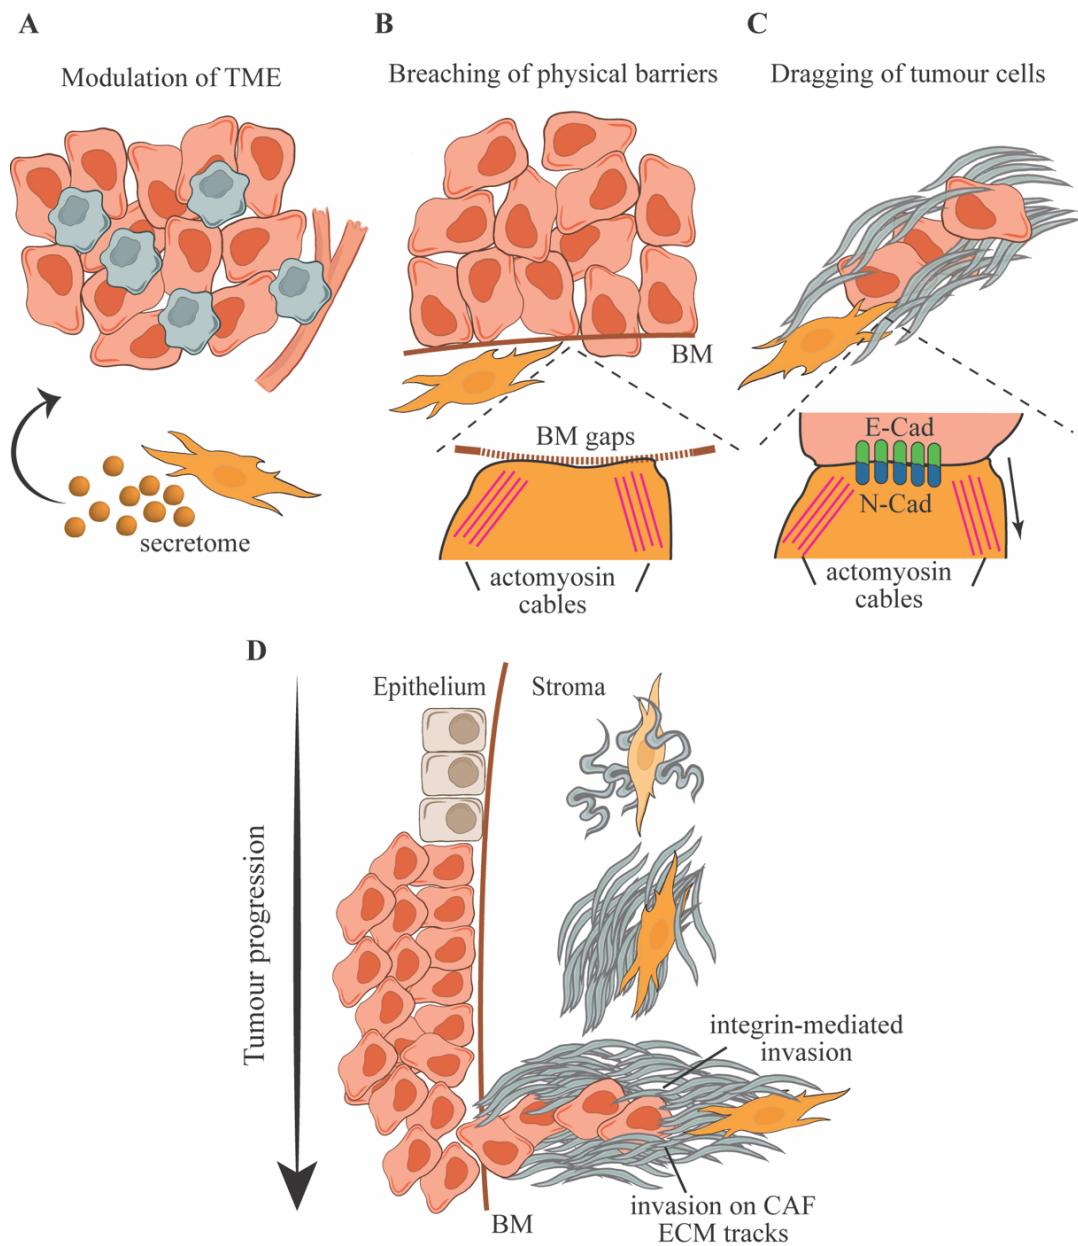 A
Modulation of TME
secretome
B
Breaching of physical barriers
BM
BM gaps
actomyosin
cables
C
Dragging of tumour cells
E-Cad
N-Cad
actomyosin
cables
D
Tumour progression
Epithelium
Stroma
integrin-mediated
invasion
invasion on CAF
ECM tracks
BM